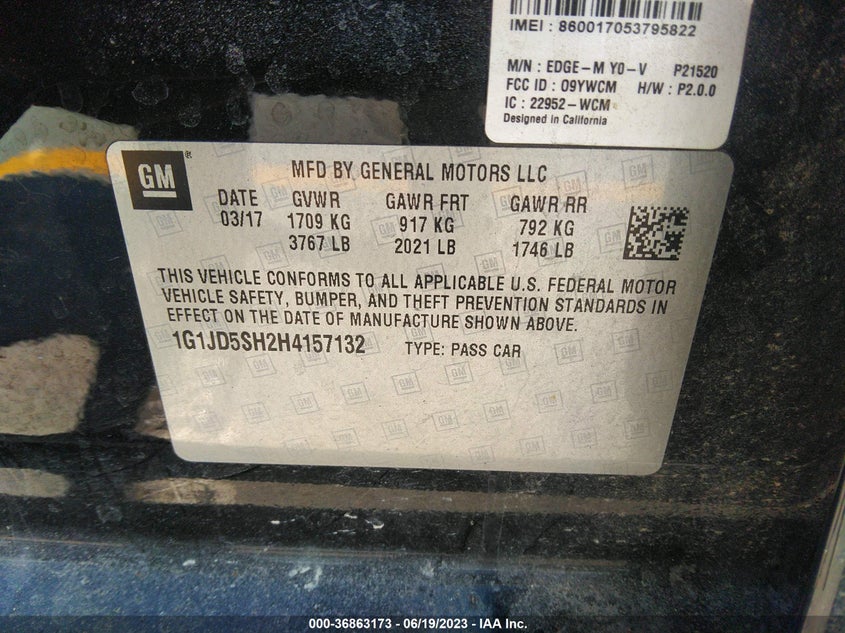 IMEI : 860017053795822
M/N : EDGE-M Y0-V P21520
FCC ID : O9YWCM H/W : P2.0.0
IC : 22952-WCM
Designed in California
GM
MFD BY GENERAL MOTORS LLC
DATE GVWR GAWR FRT GAWR RR
03/17 1709 KG 917 KG 792 KG
3767 LB 2021 LB 1746 LB
THIS VEHICLE CONFORMS TO ALL APPLICABLE U.S. FEDERAL MOTOR
VEHICLE SAFETY, BUMPER, AND THEFT PREVENTION STANDARDS IN
EFFECT ON THE DATE OF MANUFACTURE SHOWN ABOVE.
1G1JD5SH2H4157132 TYPE: PASS CAR
000-36863173 - 06/19/2023 - IAA Inc.